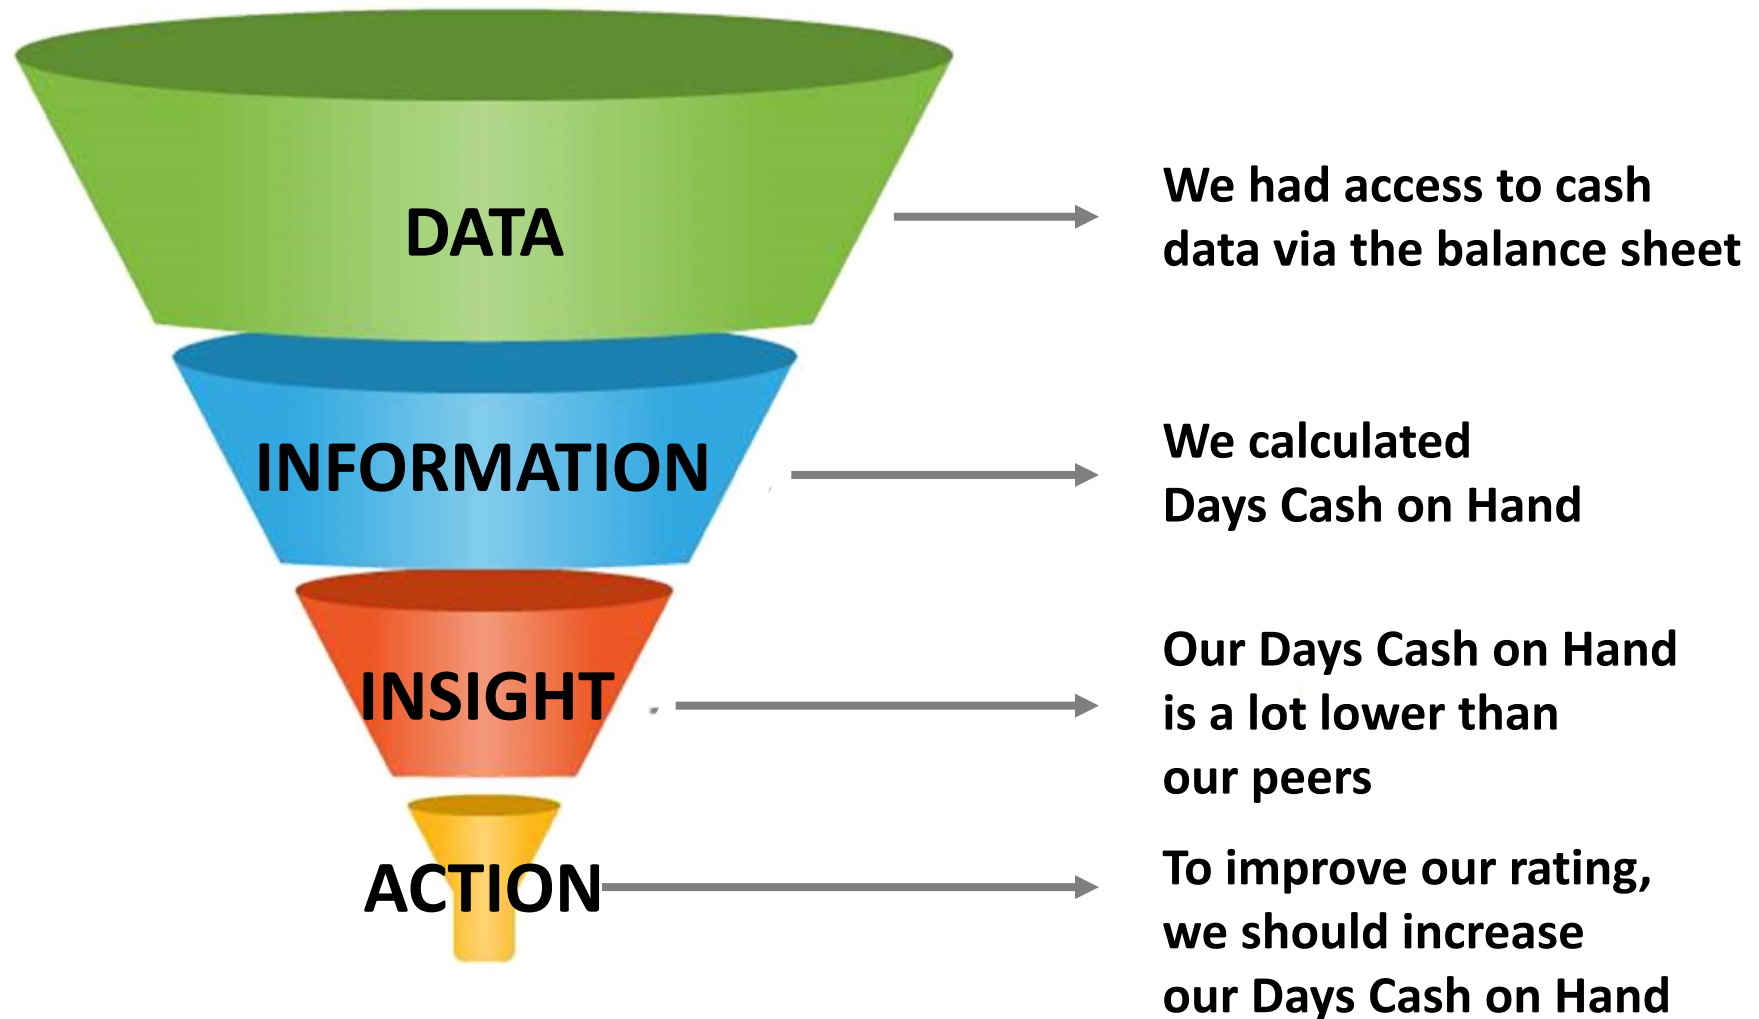 DATA
We had access to cash
data via the balance sheet
INFORMATION
We calculated
Days Cash on Hand
INSIGHT
Our Days Cash on Hand
is a lot lower than
our peers
ACTION
To improve our rating,
we should increase
our Days Cash on Hand